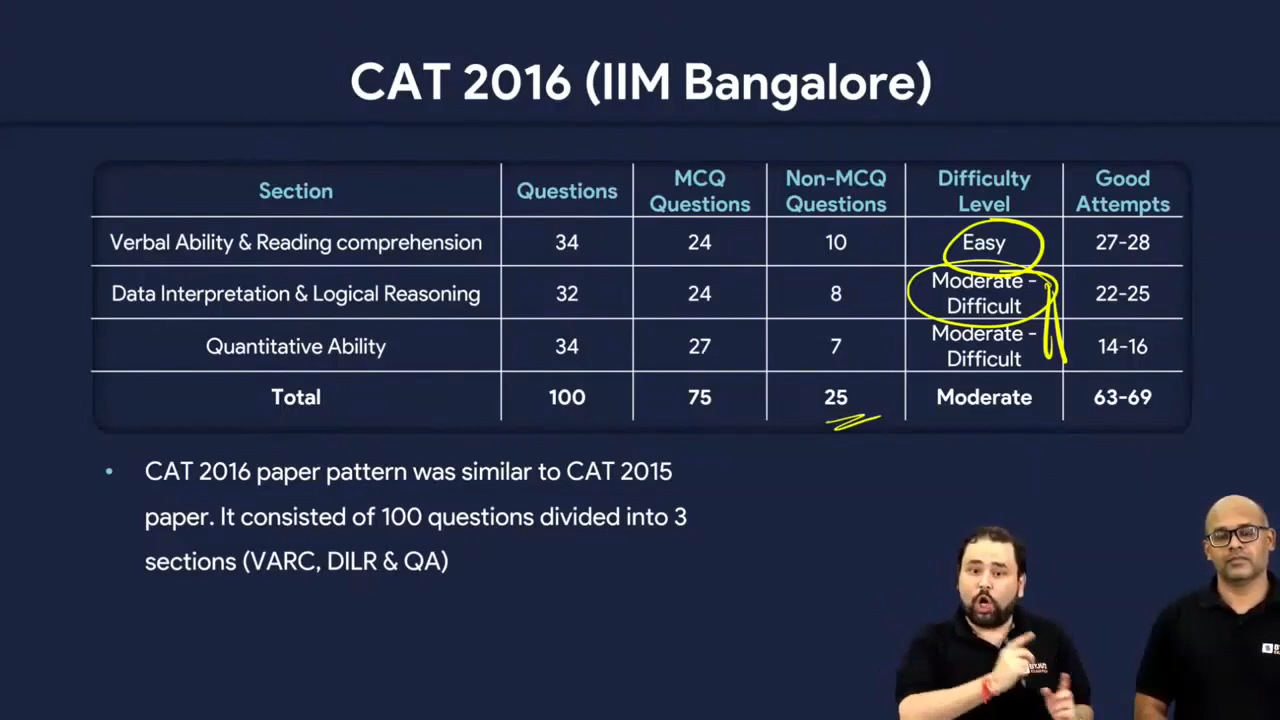 CAT 2016 (IIM Bangalore)
Section Questions MCQ Questions Non-MCQ Questions Difficulty Level Good Attempts
Verbal Ability & Reading comprehension 34 24 10 Easy 27-28
Data Interpretation & Logical Reasoning 32 24 8 Moderate - Difficult 22-25
Quantitative Ability 34 27 7 Moderate - Difficult 14-16
Total 100 75 25 Moderate 63-69
• CAT 2016 paper pattern was similar to CAT 2015
paper. It consisted of 100 questions divided into 3
sections (VARC, DILR & QA)